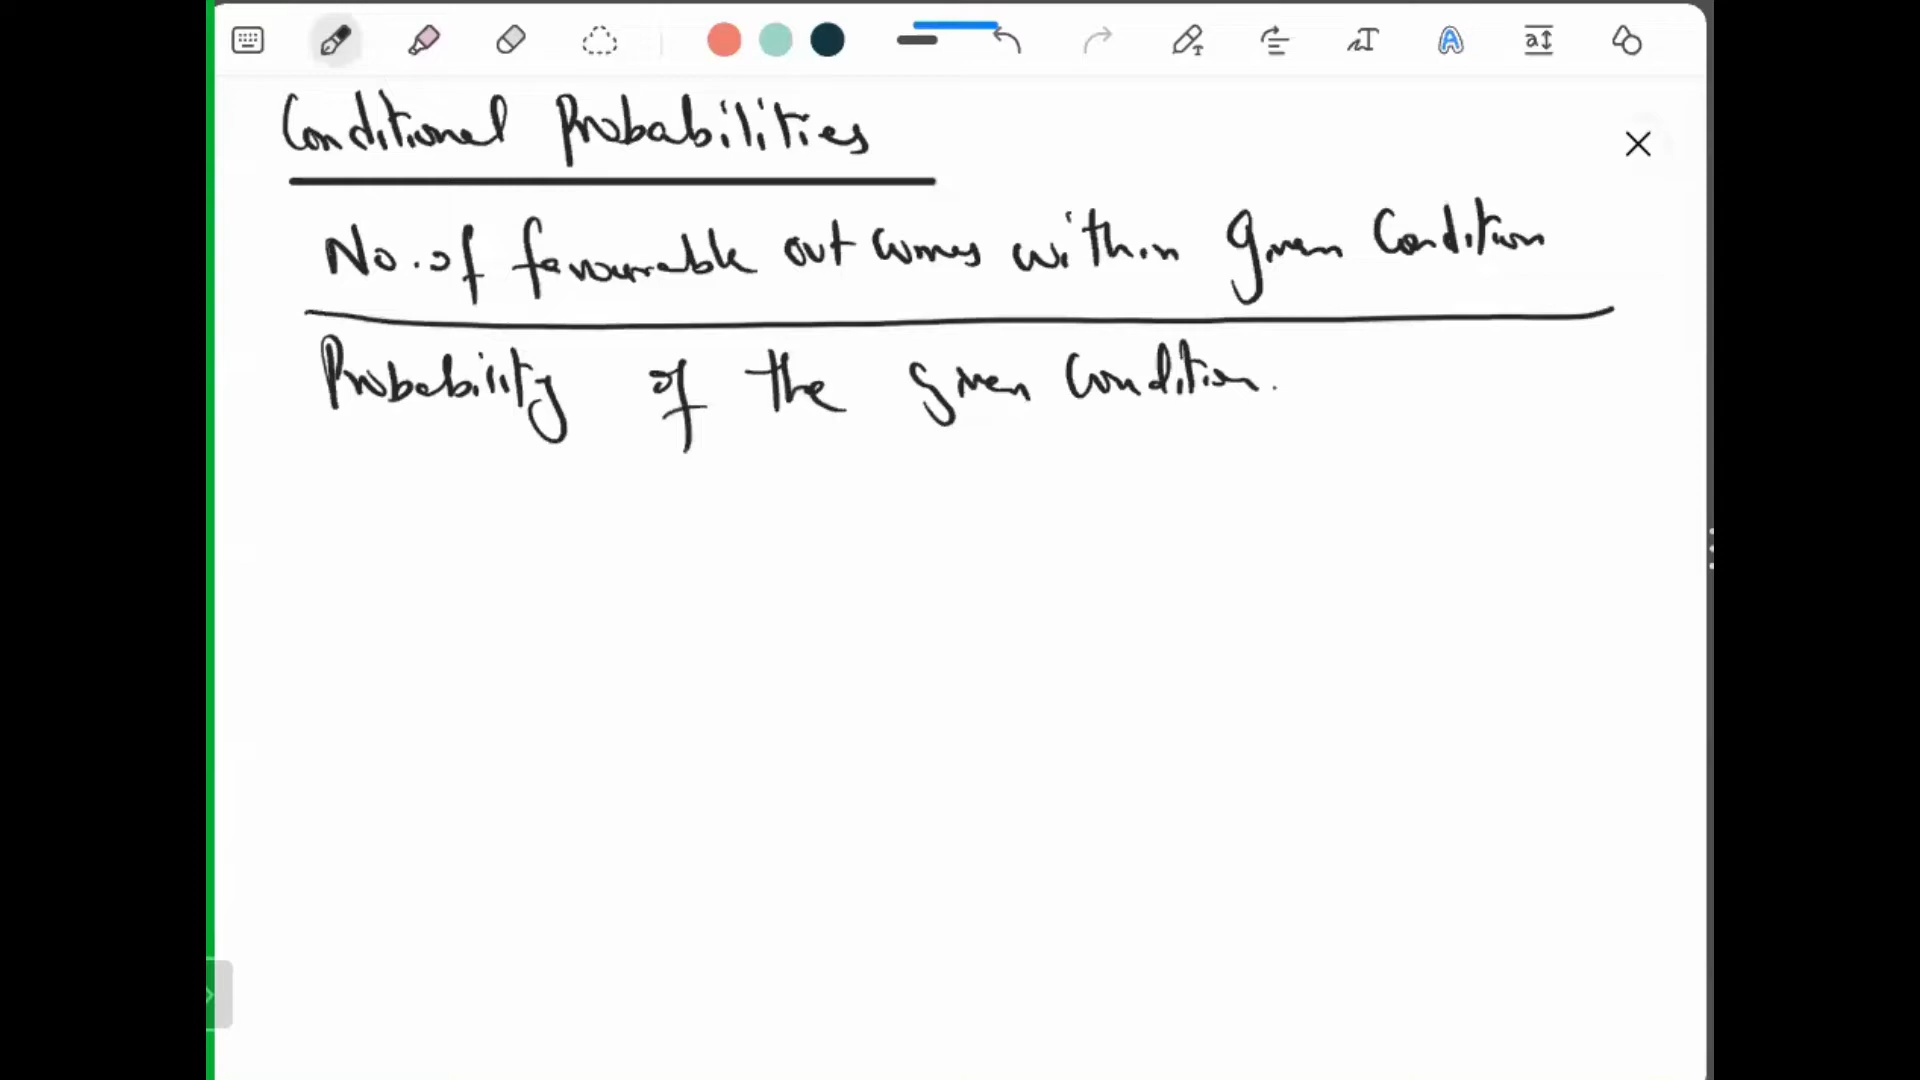 Conditional Probabilities
No. of favourable outcomes within given Condition
Probability of the given Condition.